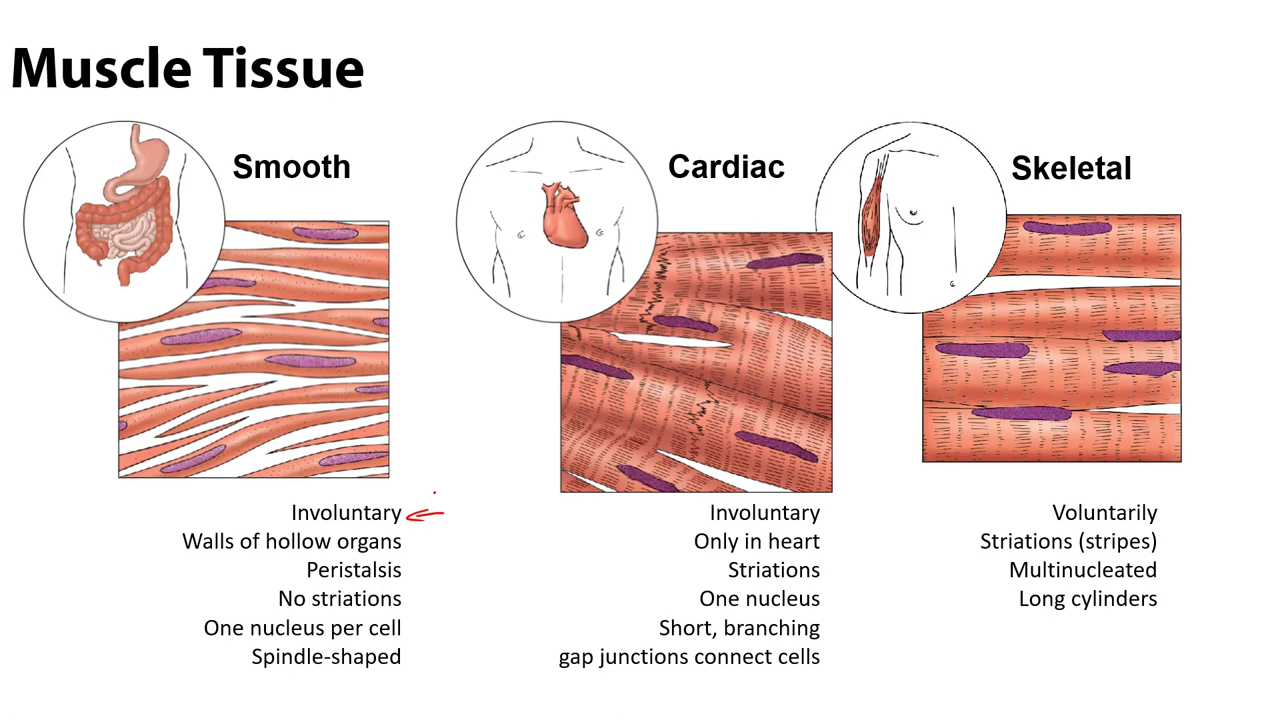 Muscle Tissue
Smooth
Involuntary
Walls of hollow organs
Peristalsis
No striations
One nucleus per cell
Spindle-shaped
Cardiac
Involuntary
Only in heart
Striations
One nucleus
Short, branching
gap junctions connect cells
Skeletal
Voluntarily
Striations (stripes)
Multinucleated
Long cylinders